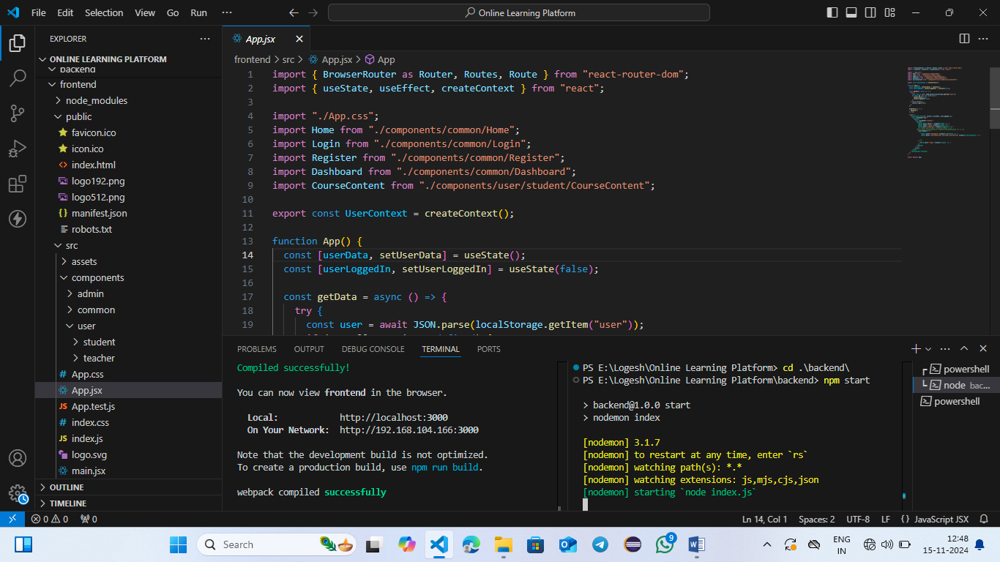 File Edit Selection View Go Run ··· Online Learning Platform
EXPLORER
ONLINE LEARNING PLATFORM
backend
frontend
node_modules
public
favicon.ico
icon.ico
index.html
logo192.png
logo512.png
manifest.json
robots.txt
src
assets
components
admin
common
user
student
teacher
App.css
App.jsx
App.test.js
index.css
index.js
logo.svg
main.jsx
OUTLINE
TIMELINE
App.jsx
frontend > src > App.jsx > App
1 import { BrowserRouter as Router, Routes, Route } from "react-router-dom";
2 import { useState, useEffect, createContext } from "react";
3
4 import "./App.css";
5 import Home from "./components/common/Home";
6 import Login from "./components/common/Login";
7 import Register from "./components/common/Register";
8 import Dashboard from "./components/common/Dashboard";
9 import CourseContent from "./components/user/student/CourseContent";
10
11 export const UserContext = createContext();
12
13 function App() {
14 const [userData, setUserData] = useState();
15 const [userLoggedIn, setUserLoggedIn] = useState(false);
16
17 const getData = async () => {
18 try {
19 const user = await JSON.parse(localStorage.getItem("user"));
PROBLEMS OUTPUT DEBUG CONSOLE TERMINAL PORTS
Compiled successfully!
You can now view frontend in the browser.
Local: http://localhost:3000
On Your Network: http://192.168.104.166:3000
Note that the development build is not optimized.
To create a production build, use npm run build.
webpack compiled successfully
PS E:\Logesh\Online Learning Platform> cd .\backend\
PS E:\Logesh\Online Learning Platform\backend> npm start
> backend@1.0.0 start
> nodemon index
[nodemon] 3.1.7
[nodemon] to restart at any time, enter `rs`
[nodemon] watching path(s): *.*
[nodemon] watching extensions: js,mjs,cjs,json
[nodemon] starting `node index.js`
powershell
node bac...
powershell
0 0 0 Ln 14, Col 1 Spaces: 2 UTF-8 LF {} JavaScript JSX
Search
9
ENG
IN
12:48
15-11-2024